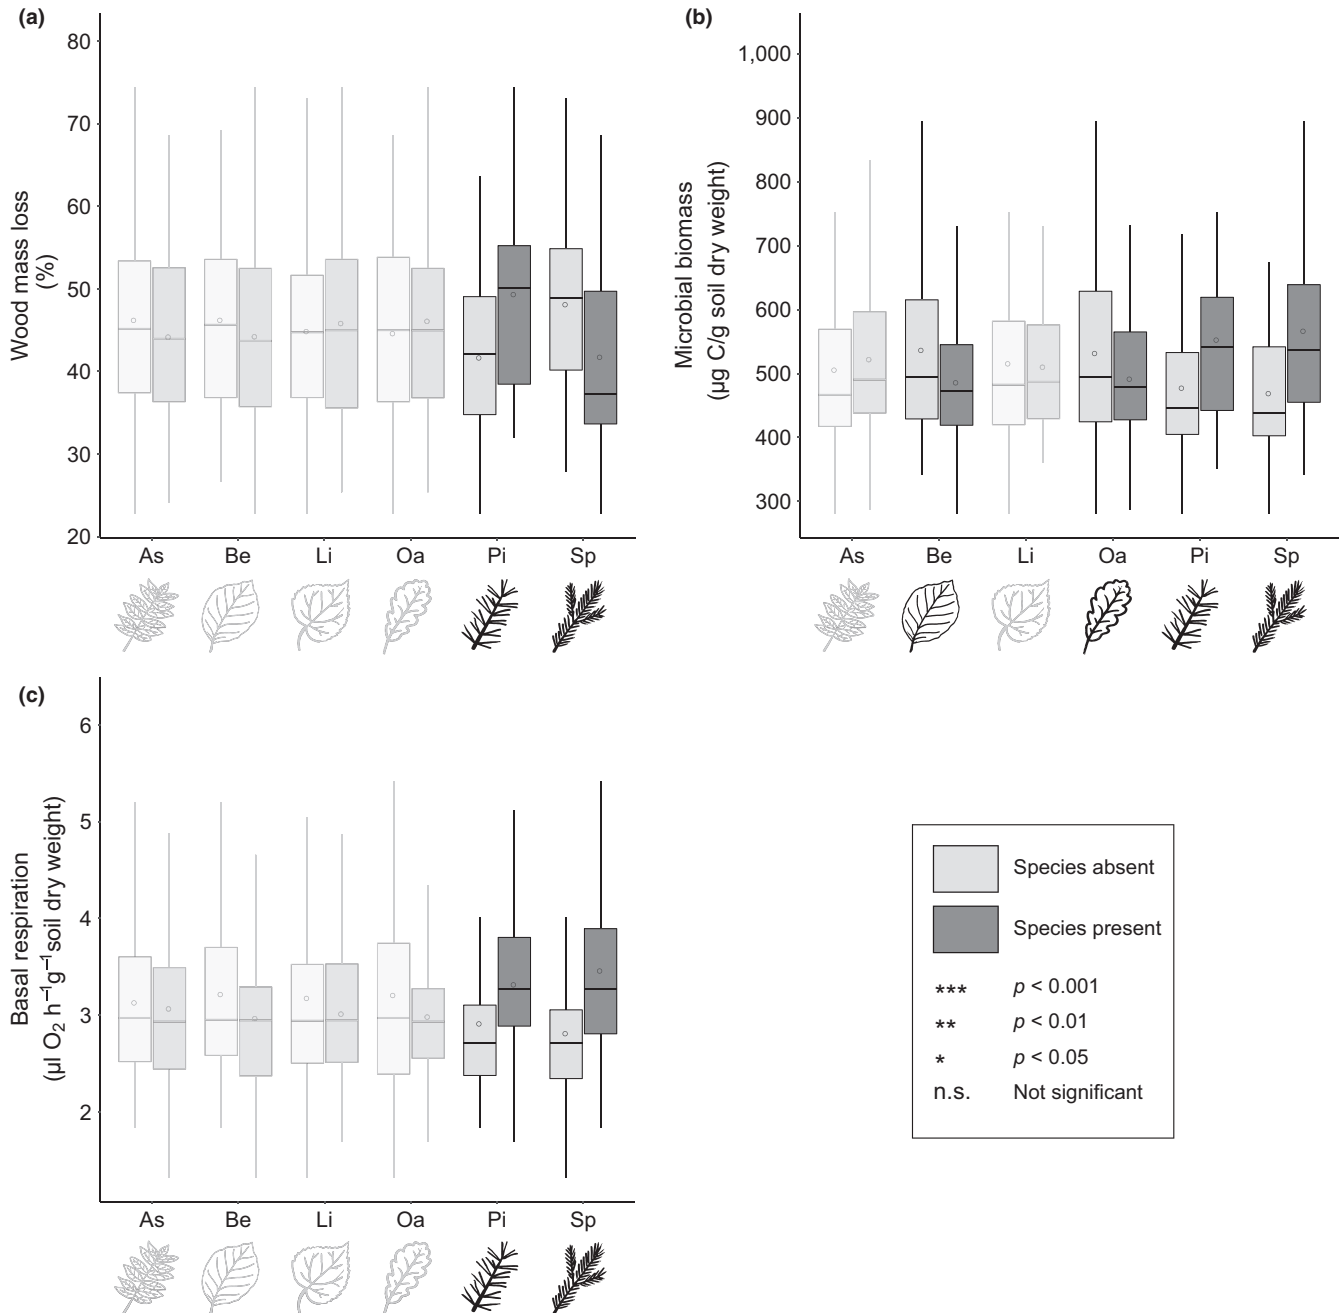 (a)
80
70
60
50
40
30
20
Wood mass loss
(%)
As Be Li Oa Pi Sp
(b)
1,000
900
800
700
600
500
400
300
Microbial biomass
(µg C/g soil dry weight)
As Be Li Oa Pi Sp
(c)
6
5
4
3
2
Basal respiration
(µl O₂ h⁻¹g⁻¹soil dry weight)
As Be Li Oa Pi Sp
Species absent
Species present
*** p < 0.001
** p < 0.01
* p < 0.05
n.s. Not significant